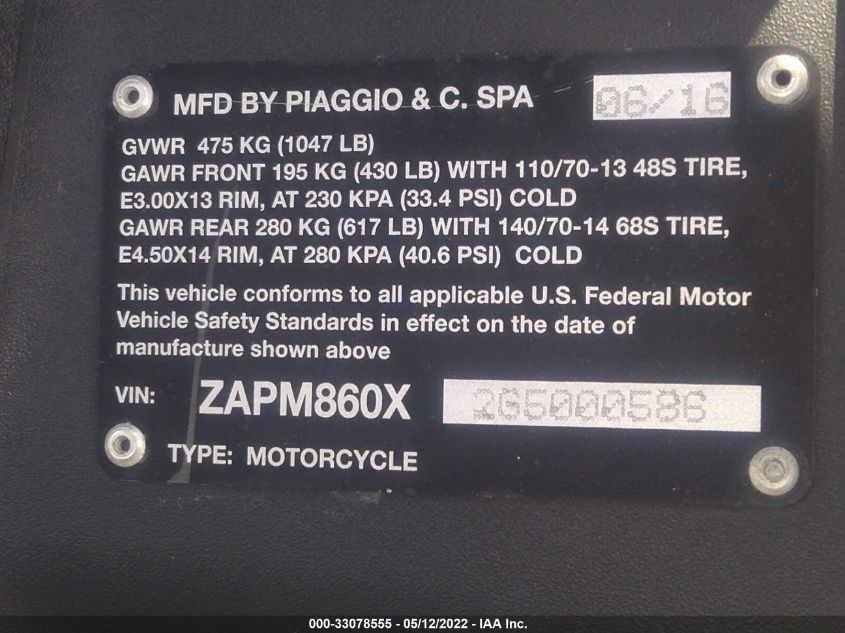 MFD BY PIAGGIO & C. SPA 06/16
GVWR 475 KG (1047 LB)
GAWR FRONT 195 KG (430 LB) WITH 110/70-13 48S TIRE,
E3.00X13 RIM, AT 230 KPA (33.4 PSI) COLD
GAWR REAR 280 KG (617 LB) WITH 140/70-14 68S TIRE,
E4.50X14 RIM, AT 280 KPA (40.6 PSI) COLD
This vehicle conforms to all applicable U.S. Federal Motor
Vehicle Safety Standards in effect on the date of
manufacture shown above
VIN: ZAPM860X 2G5000586
TYPE: MOTORCYCLE
000-33078555 - 05/12/2022 - IAA Inc.